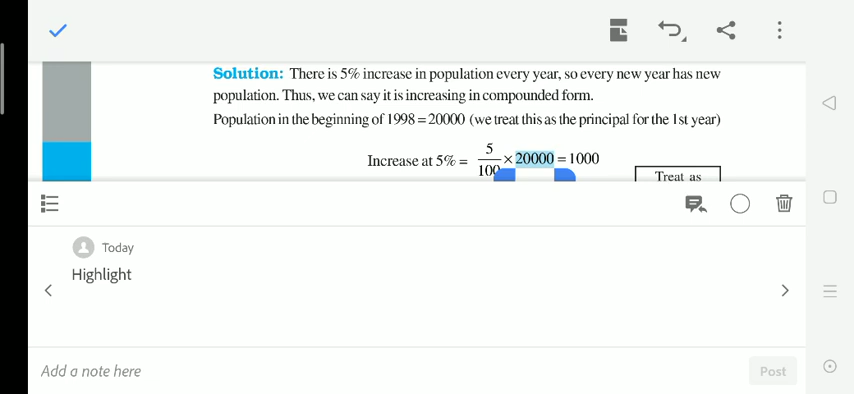 Solution: There is 5% increase in population every year, so every new year has new
population. Thus, we can say it is increasing in compounded form.
Population in the beginning of 1998 = 20000 (we treat this as the principal for the 1st year)
Increase at 5% = 5/100 × 20000 = 1000
Treat as
Today
Highlight
Add a note here
Post